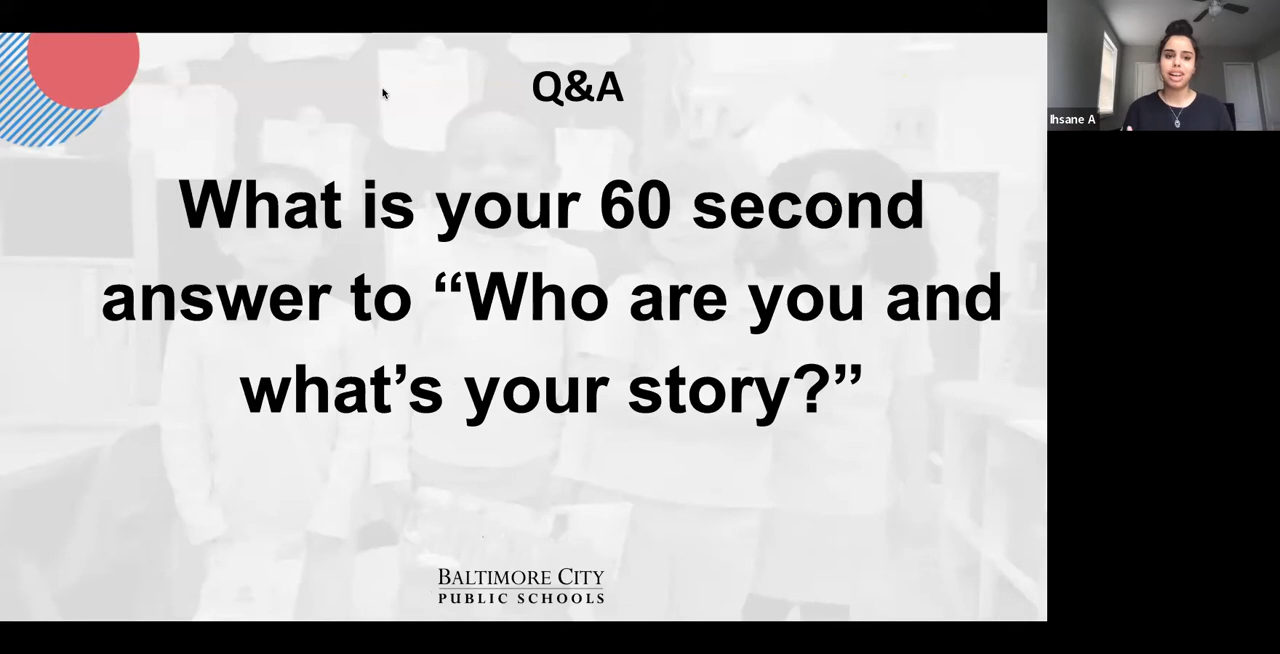 Q&A
What is your 60 second
answer to “Who are you and
what’s your story?”
BALTIMORE CITY
PUBLIC SCHOOLS
Ihsane A